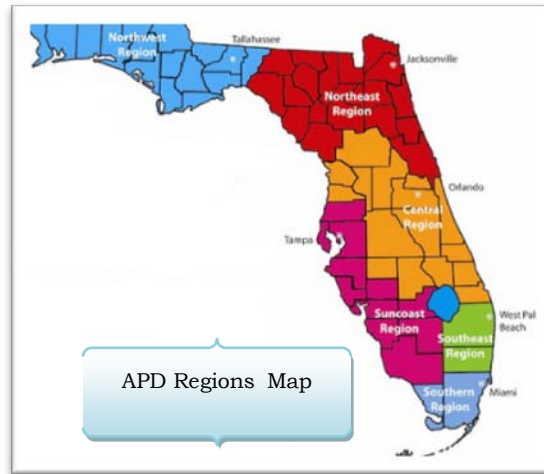 Tallahassee
Northwest
Region
Jacksonville
Northeast
Region
Orlando
Central
Region
Tampa
Suncoast
Region
West Pal
Beach
Southeast
Region
APD Regions Map
Miami
Southern
Region